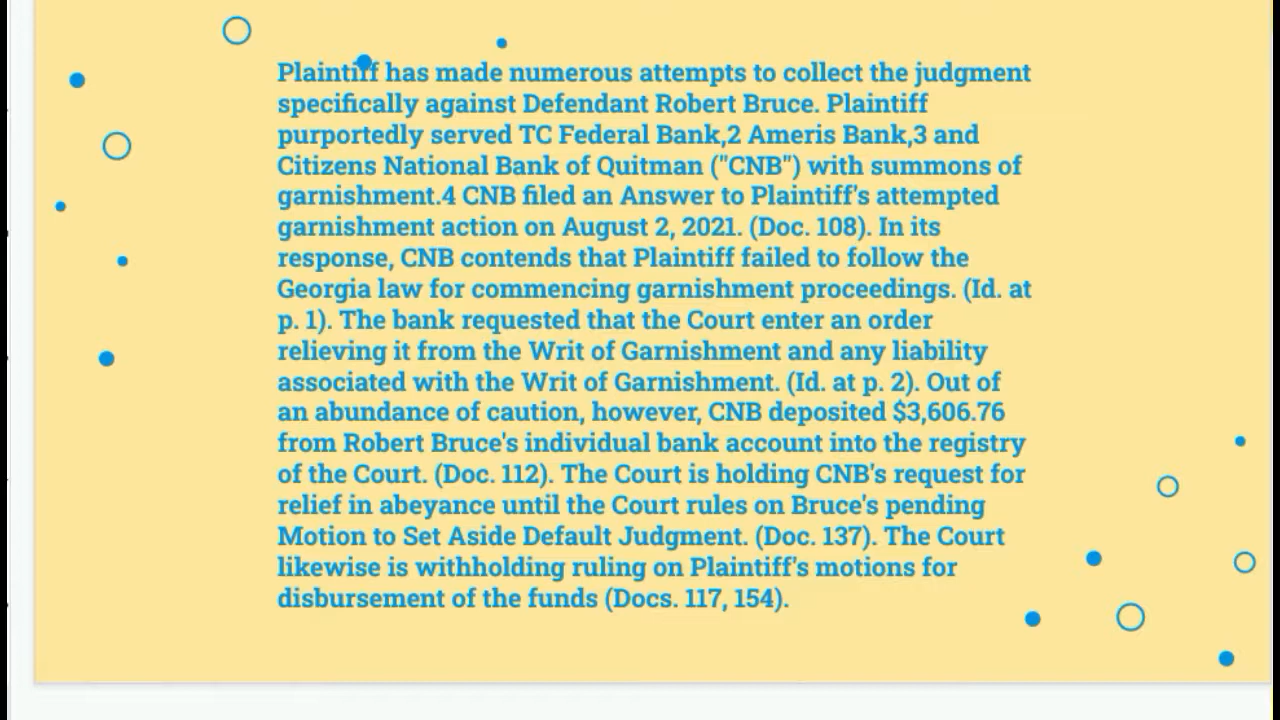 Plaintiff has made numerous attempts to collect the judgment
specifically against Defendant Robert Bruce. Plaintiff
purportedly served TC Federal Bank,2 Ameris Bank,3 and
Citizens National Bank of Quitman ("CNB") with summons of
garnishment.4 CNB filed an Answer to Plaintiff's attempted
garnishment action on August 2, 2021. (Doc. 108). In its
response, CNB contends that Plaintiff failed to follow the
Georgia law for commencing garnishment proceedings. (Id. at
p. 1). The bank requested that the Court enter an order
relieving it from the Writ of Garnishment and any liability
associated with the Writ of Garnishment. (Id. at p. 2). Out of
an abundance of caution, however, CNB deposited $3,606.76
from Robert Bruce's individual bank account into the registry
of the Court. (Doc. 112). The Court is holding CNB's request for
relief in abeyance until the Court rules on Bruce's pending
Motion to Set Aside Default Judgment. (Doc. 137). The Court
likewise is withholding ruling on Plaintiff's motions for
disbursement of the funds (Docs. 117, 154).